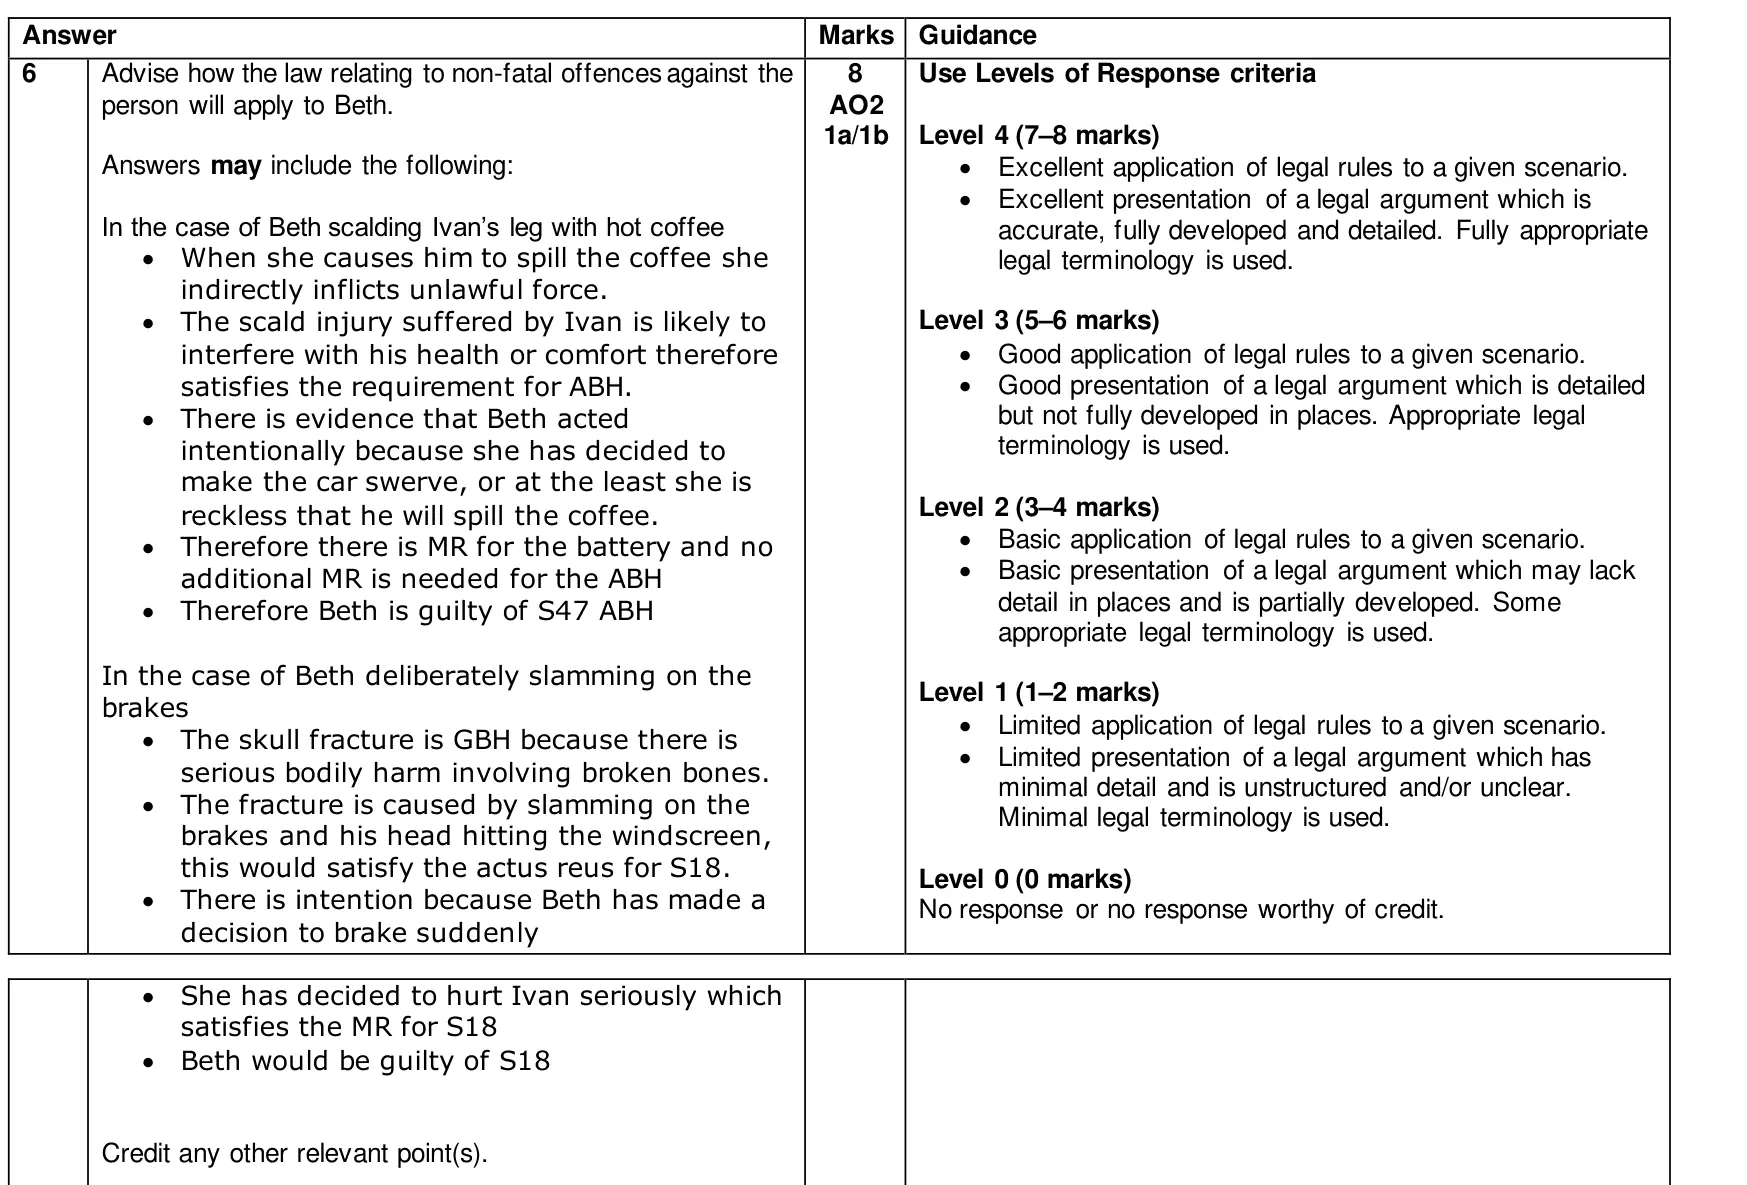 Answer Marks Guidance
6 Advise how the law relating to non-fatal offences against the
person will apply to Beth.
Answers may include the following:
In the case of Beth scalding Ivan's leg with hot coffee
• When she causes him to spill the coffee she
indirectly inflicts unlawful force.
• The scald injury suffered by Ivan is likely to
interfere with his health or comfort therefore
satisfies the requirement for ABH.
• There is evidence that Beth acted
intentionally because she has decided to
make the car swerve, or at the least she is
reckless that he will spill the coffee.
• Therefore there is MR for the battery and no
additional MR is needed for the ABH
• Therefore Beth is guilty of S47 ABH
In the case of Beth deliberately slamming on the
brakes
• The skull fracture is GBH because there is
serious bodily harm involving broken bones.
• The fracture is caused by slamming on the
brakes and his head hitting the windscreen,
this would satisfy the actus reus for S18.
• There is intention because Beth has made a
decision to brake suddenly
8
AO2
1a/1b
Use Levels of Response criteria
Level 4 (7–8 marks)
• Excellent application of legal rules to a given scenario.
• Excellent presentation of a legal argument which is
accurate, fully developed and detailed. Fully appropriate
legal terminology is used.
Level 3 (5–6 marks)
• Good application of legal rules to a given scenario.
• Good presentation of a legal argument which is detailed
but not fully developed in places. Appropriate legal
terminology is used.
Level 2 (3–4 marks)
• Basic application of legal rules to a given scenario.
• Basic presentation of a legal argument which may lack
detail in places and is partially developed. Some
appropriate legal terminology is used.
Level 1 (1–2 marks)
• Limited application of legal rules to a given scenario.
• Limited presentation of a legal argument which has
minimal detail and is unstructured and/or unclear.
Minimal legal terminology is used.
Level 0 (0 marks)
No response or no response worthy of credit.
• She has decided to hurt Ivan seriously which
satisfies the MR for S18
• Beth would be guilty of S18
Credit any other relevant point(s).